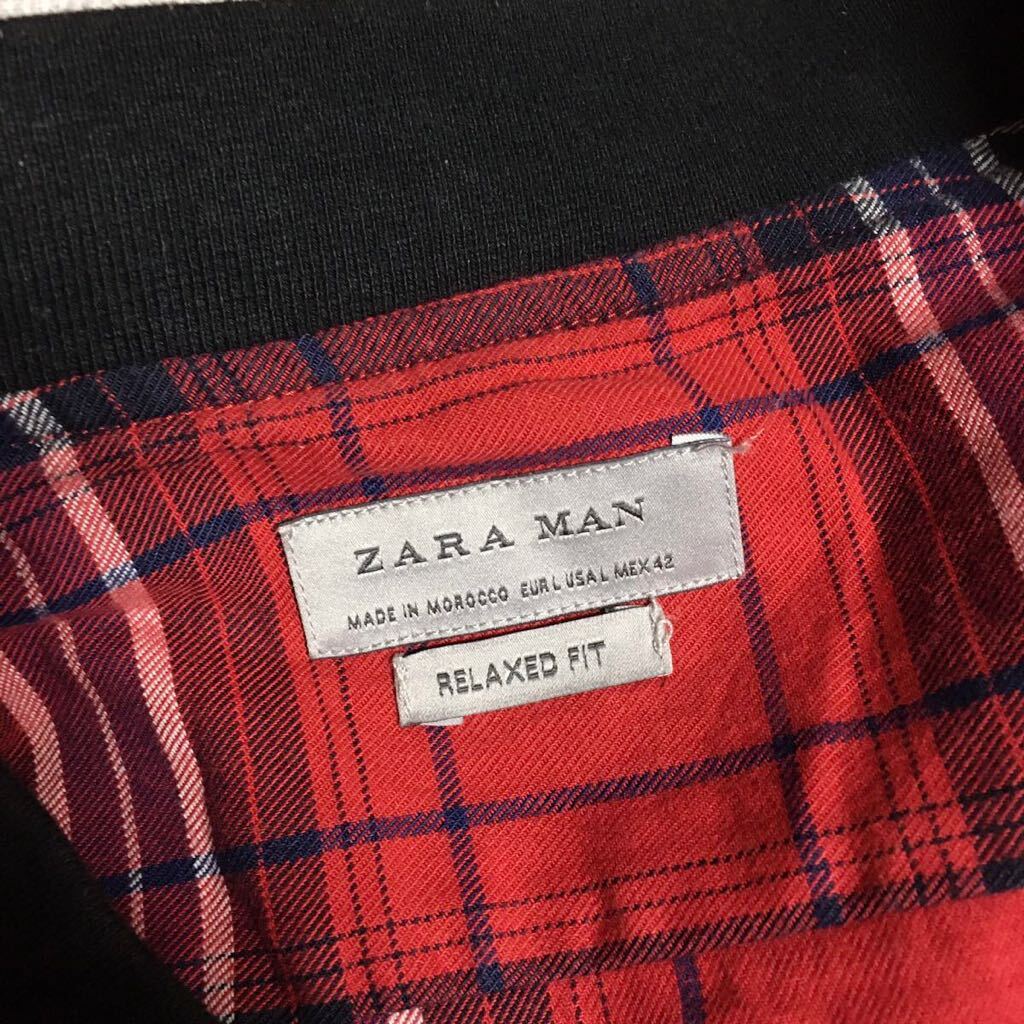 ZARA MAN
MADE IN MOROCCO EUR L USA L MEX 42
RELAXED FIT